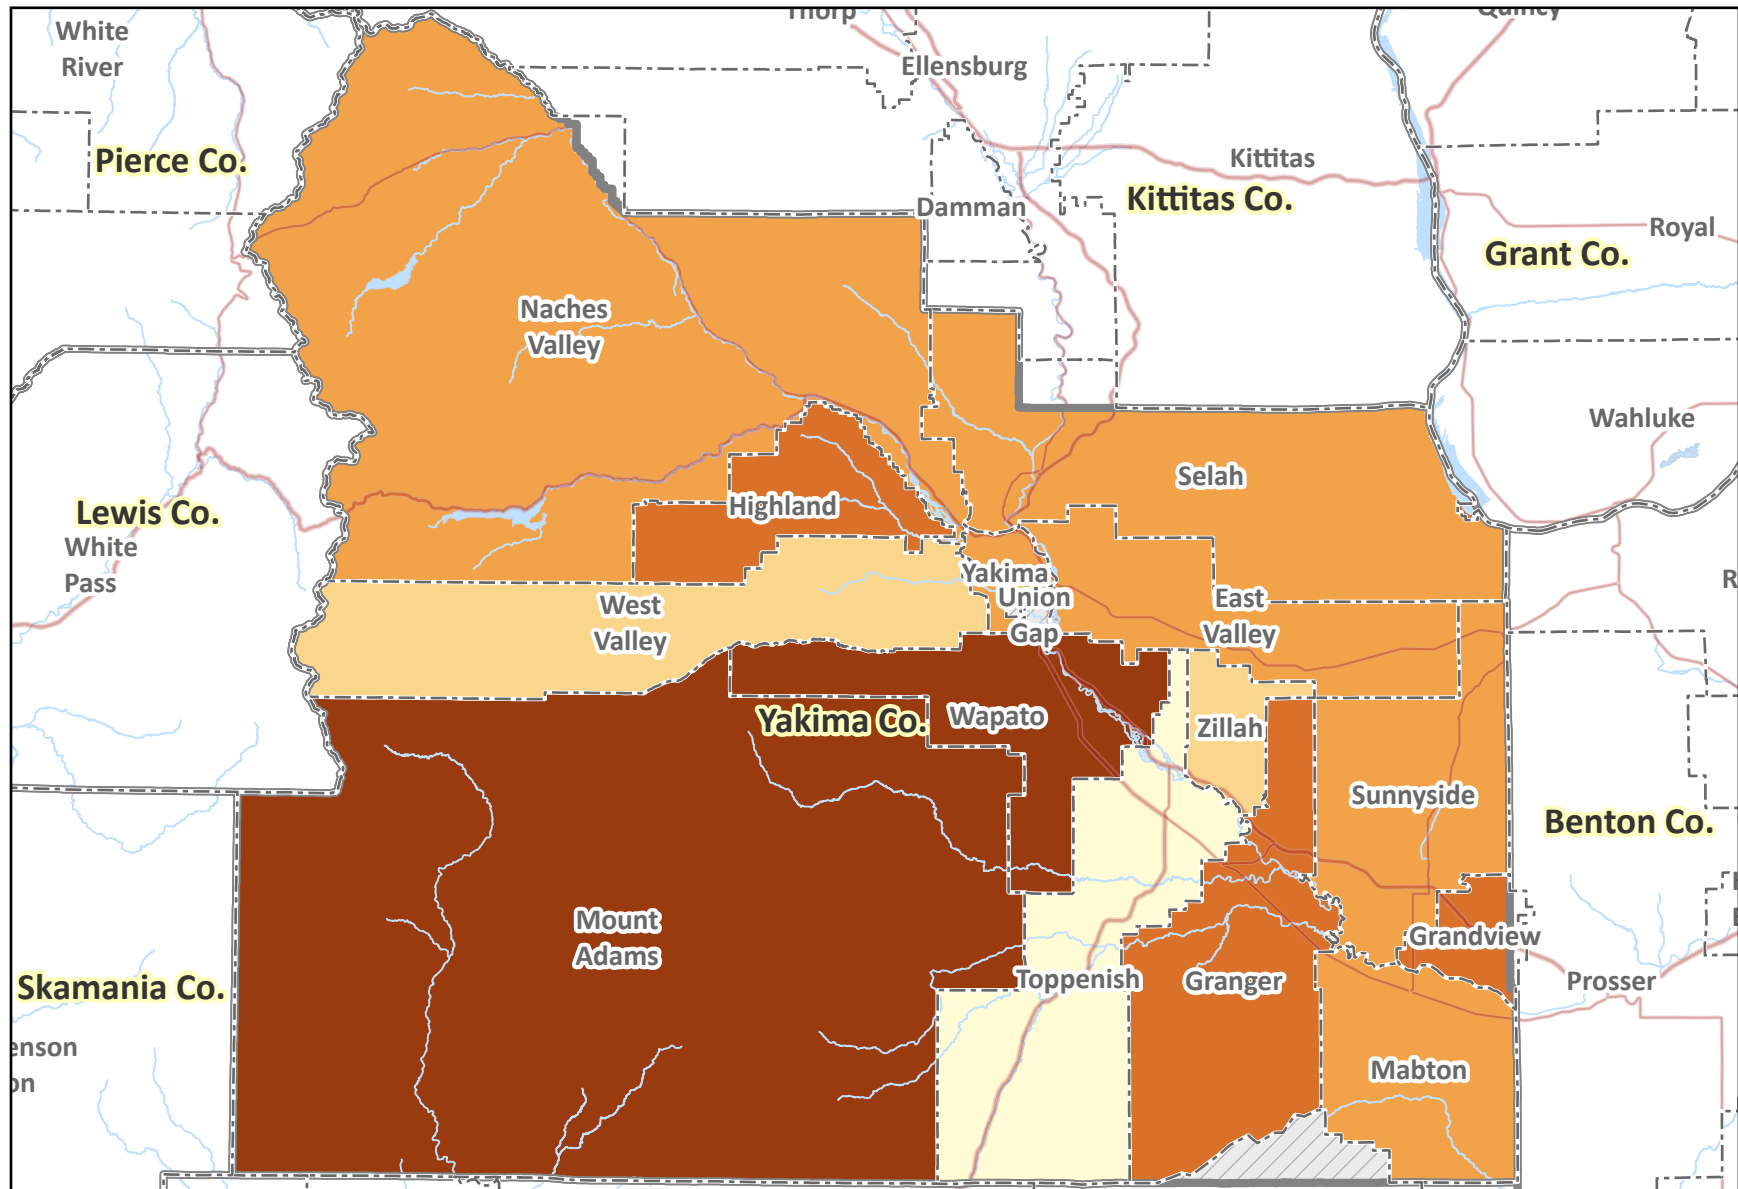 Thorp
Quincy
White
River
Ellensburg
Pierce Co.
Kittitas
Kittitas Co.
Damman
Royal
Grant Co.
Naches
Valley
Wahluke
Selah
Highland
Lewis Co.
White
Pass
Yakima
Union
Gap
East
Valley
West
Valley
Yakima Co.
Wapato
Zillah
Sunnyside
Benton Co.
Mount
Adams
Grandview
Toppenish
Granger
Prosser
Skamania Co.
enson
on
Mabton